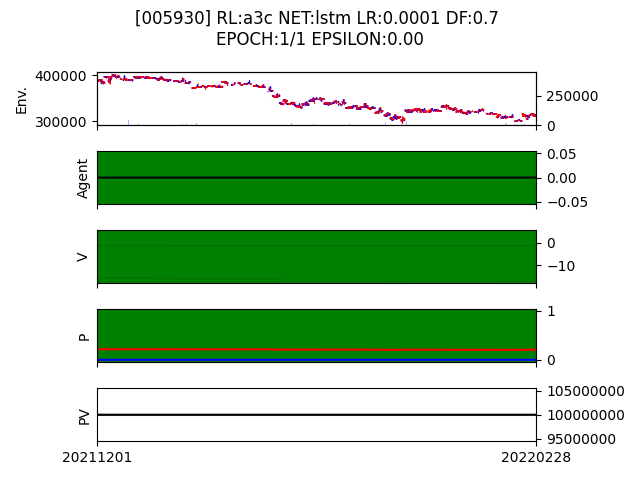 [005930] RL:a3c NET:lstm LR:0.0001 DF:0.7
EPOCH:1/1 EPSILON:0.00
Env.
400000
300000
250000
0
Agent
0.05
0.00
−0.05
V
0
−10
P
1
0
PV
105000000
100000000
95000000
20211201
20220228